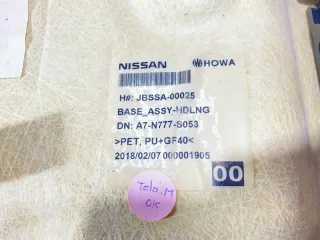 NISSAN HOWA
H#: JBSSA-00025
BASE_ASSY-HDLNG
DN: A7-N777-S053
>PET, PU+GF40<
2018/02/07 000001905
00
Tclo.M
OK